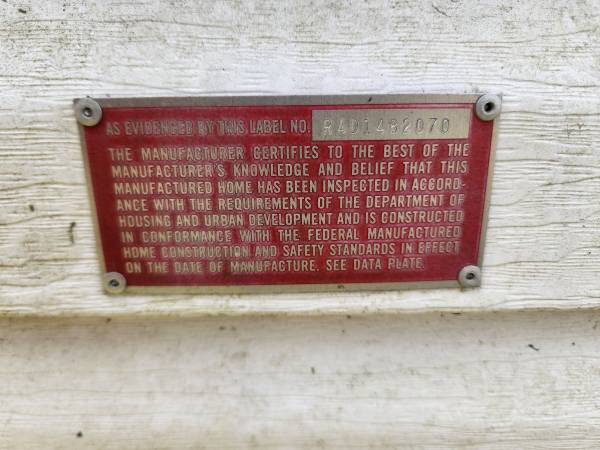 AS EVIDENCED BY THIS LABEL NO. RAD1482070
THE MANUFACTURER CERTIFIES TO THE BEST OF THE
MANUFACTURER'S KNOWLEDGE AND BELIEF THAT THIS
MANUFACTURED HOME HAS BEEN INSPECTED IN ACCORD-
ANCE WITH THE REQUIREMENTS OF THE DEPARTMENT OF
HOUSING AND URBAN DEVELOPMENT AND IS CONSTRUCTED
IN CONFORMANCE WITH THE FEDERAL MANUFACTURED
HOME CONSTRUCTION AND SAFETY STANDARDS IN EFFECT
ON THE DATE OF MANUFACTURE. SEE DATA PLATE.